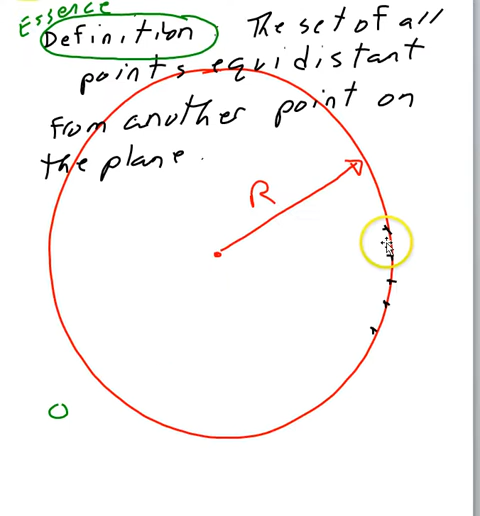 Essence
Definition The set of all
points equidistant
from another point on
the plane.
R